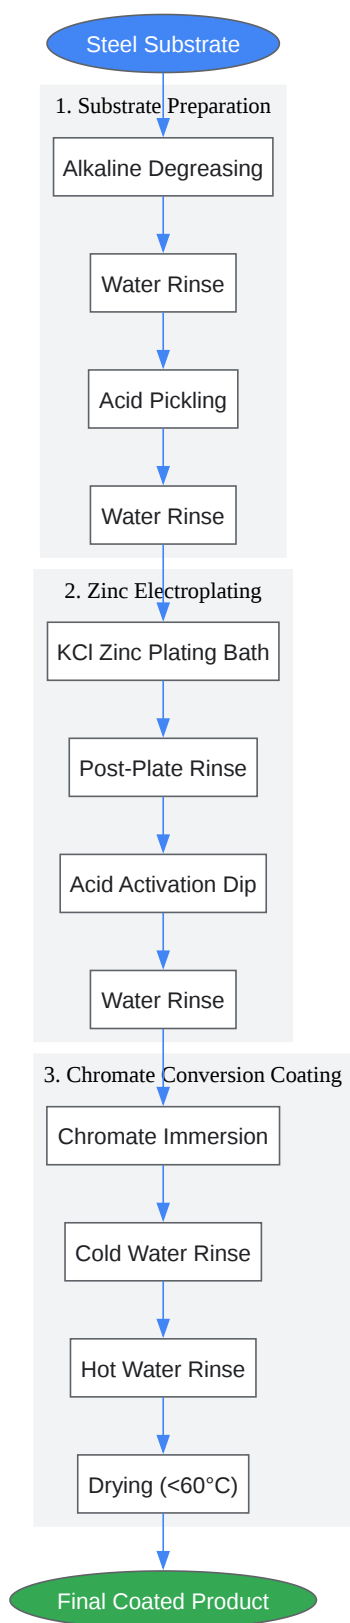 Steel Substrate
1. Substrate Preparation
Alkaline Degreasing
Water Rinse
Acid Pickling
Water Rinse
2. Zinc Electroplating
KCl Zinc Plating Bath
Post-Plate Rinse
Acid Activation Dip
Water Rinse
3. Chromate Conversion Coating
Chromate Immersion
Cold Water Rinse
Hot Water Rinse
Drying (<60°C)
Final Coated Product